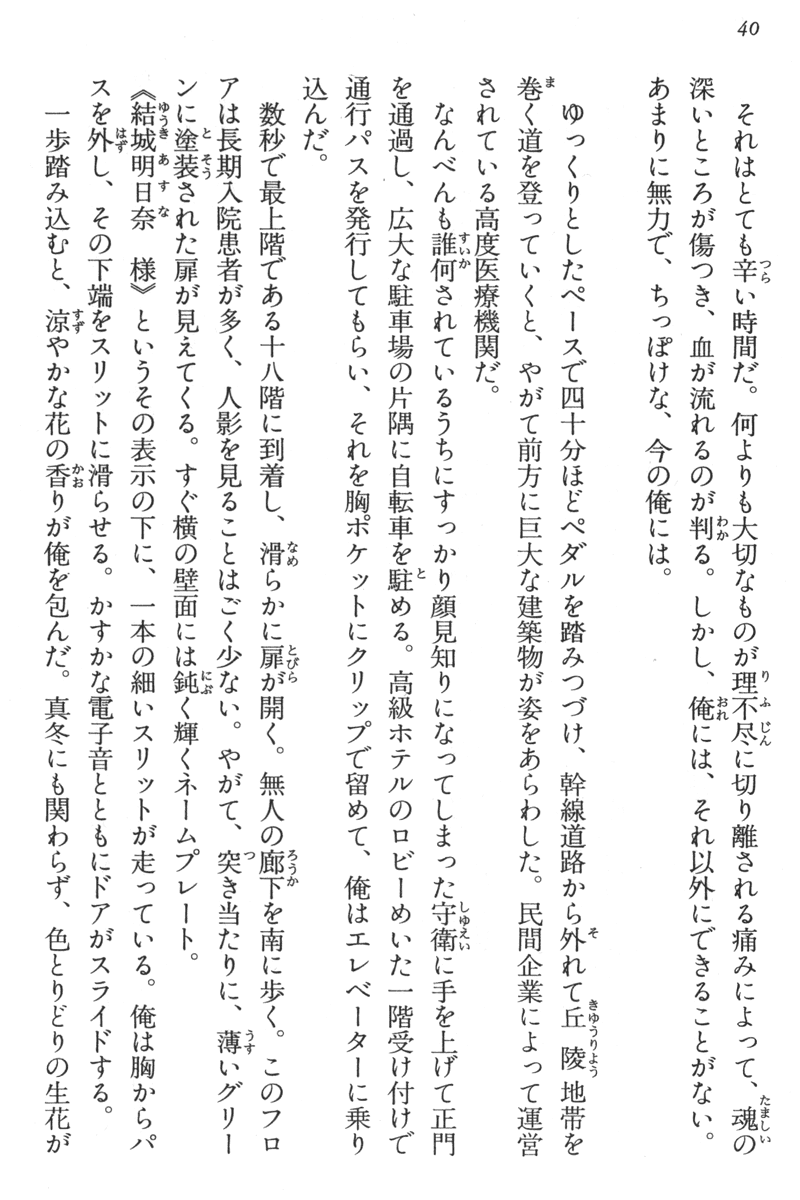 40
それはとても辛い時間だ。何よりも大切なものが理不尽に切り離される痛みによって、魂の
深いところが傷つき、血が流れるのが判る。しかし、俺には、それ以外にできることがない。
あまりに無力で、ちっぽけな、今の俺には。
ゆっくりとしたペースで四十分ほどペダルを踏みつづけ、幹線道路から外れて丘陵地帯を
巻く道を登っていくと、やがて前方に巨大な建築物が姿をあらわした。民間企業によって運営
されている高度医療機関だ。
なんべんも誰何されているうちにすっかり顔見知りになってしまった守衛に手を上げて正門
を通過し、広大な駐車場の片隅に自転車を駐める。高級ホテルのロビーめいた一階受け付けで
通行パスを発行してもらい、それを胸ポケットにクリップで留めて、俺はエレベーターに乗り
込んだ。
数秒で最上階である十八階に到着し、滑らかに扉が開く。無人の廊下を南に歩く。このフロ
アは長期入院患者が多く、人影を見ることはごく少ない。やがて、突き当たりに、薄いグリー
ンに塗装された扉が見えてくる。すぐ横の壁面には鈍く輝くネームプレート。
《結城明日奈　様》というその表示の下に、一本の細いスリットが走っている。俺は胸からパ
スを外し、その下端をスリットに滑らせる。かすかな電子音とともにドアがスライドする。
一歩踏み込むと、涼やかな花の香りが俺を包んだ。真冬にも関わらず、色とりどりの生花が